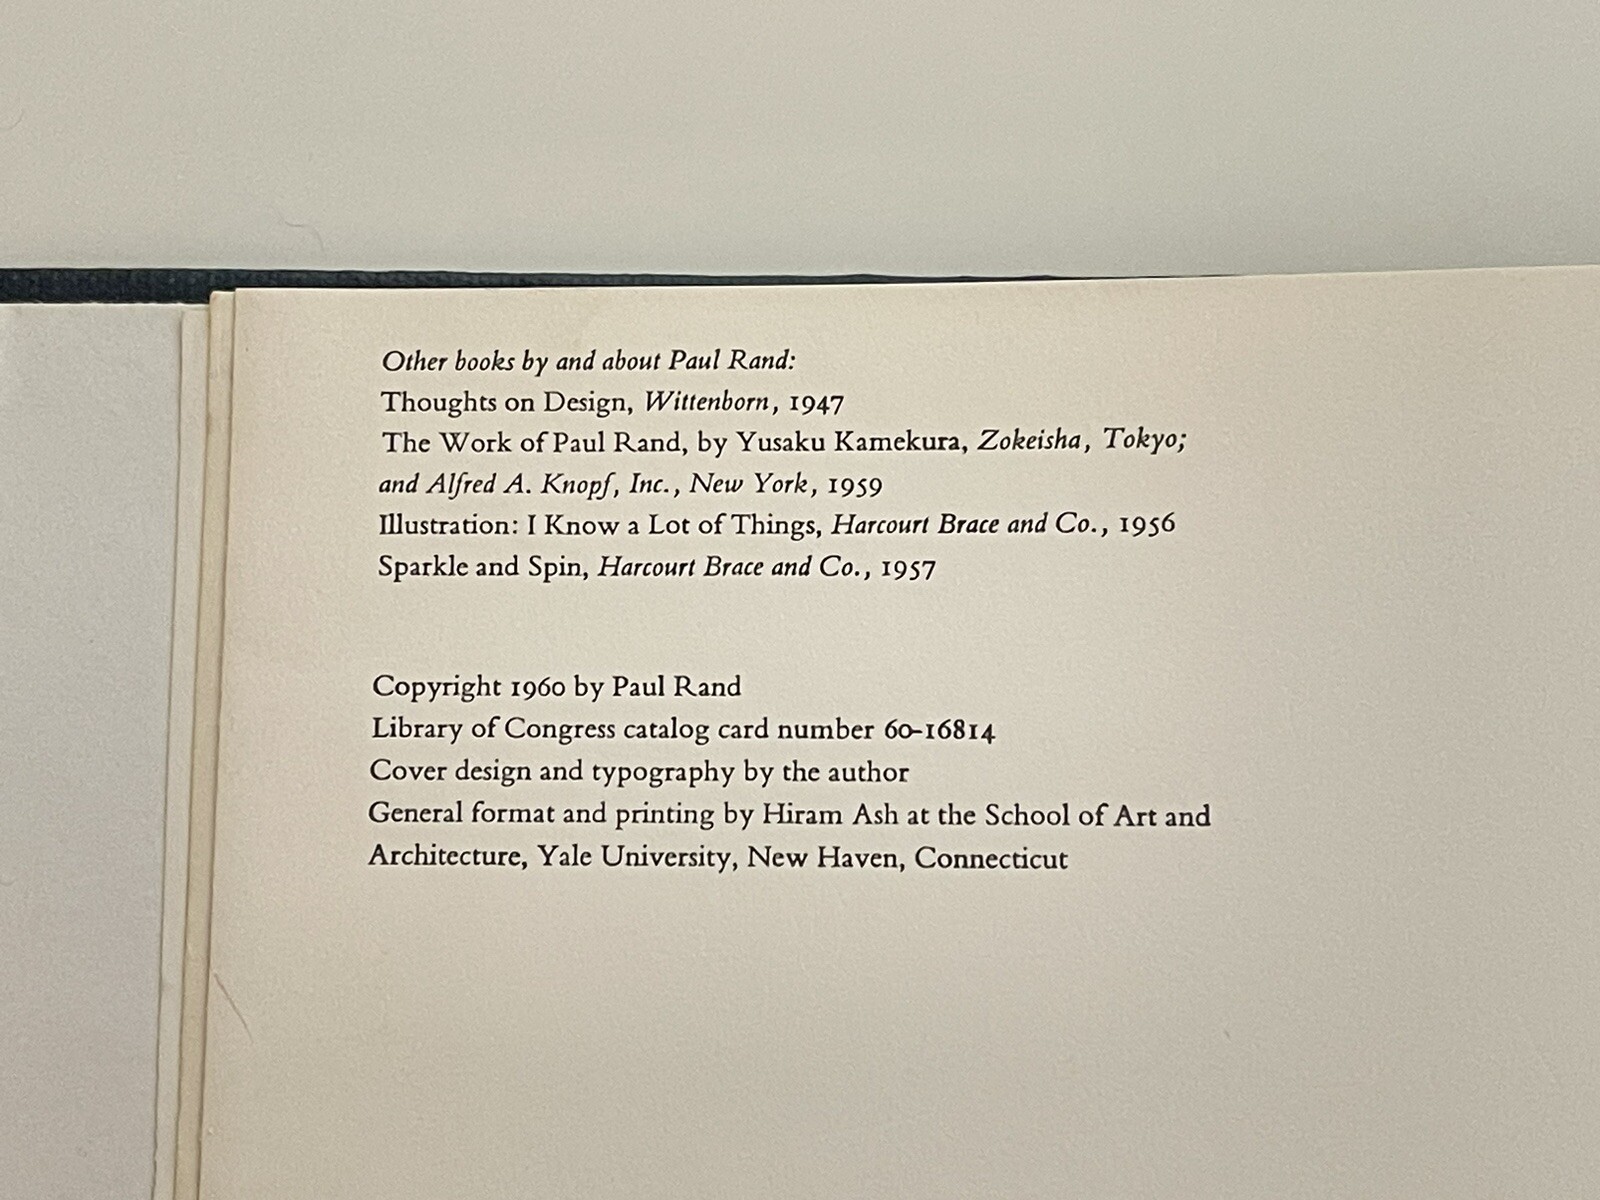 Other books by and about Paul Rand:
Thoughts on Design, Wittenborn, 1947
The Work of Paul Rand, by Yusaku Kamekura, Zokeisha, Tokyo;
and Alfred A. Knopf, Inc., New York, 1959
Illustration: I Know a Lot of Things, Harcourt Brace and Co., 1956
Sparkle and Spin, Harcourt Brace and Co., 1957
Copyright 1960 by Paul Rand
Library of Congress catalog card number 60-16814
Cover design and typography by the author
General format and printing by Hiram Ash at the School of Art and
Architecture, Yale University, New Haven, Connecticut